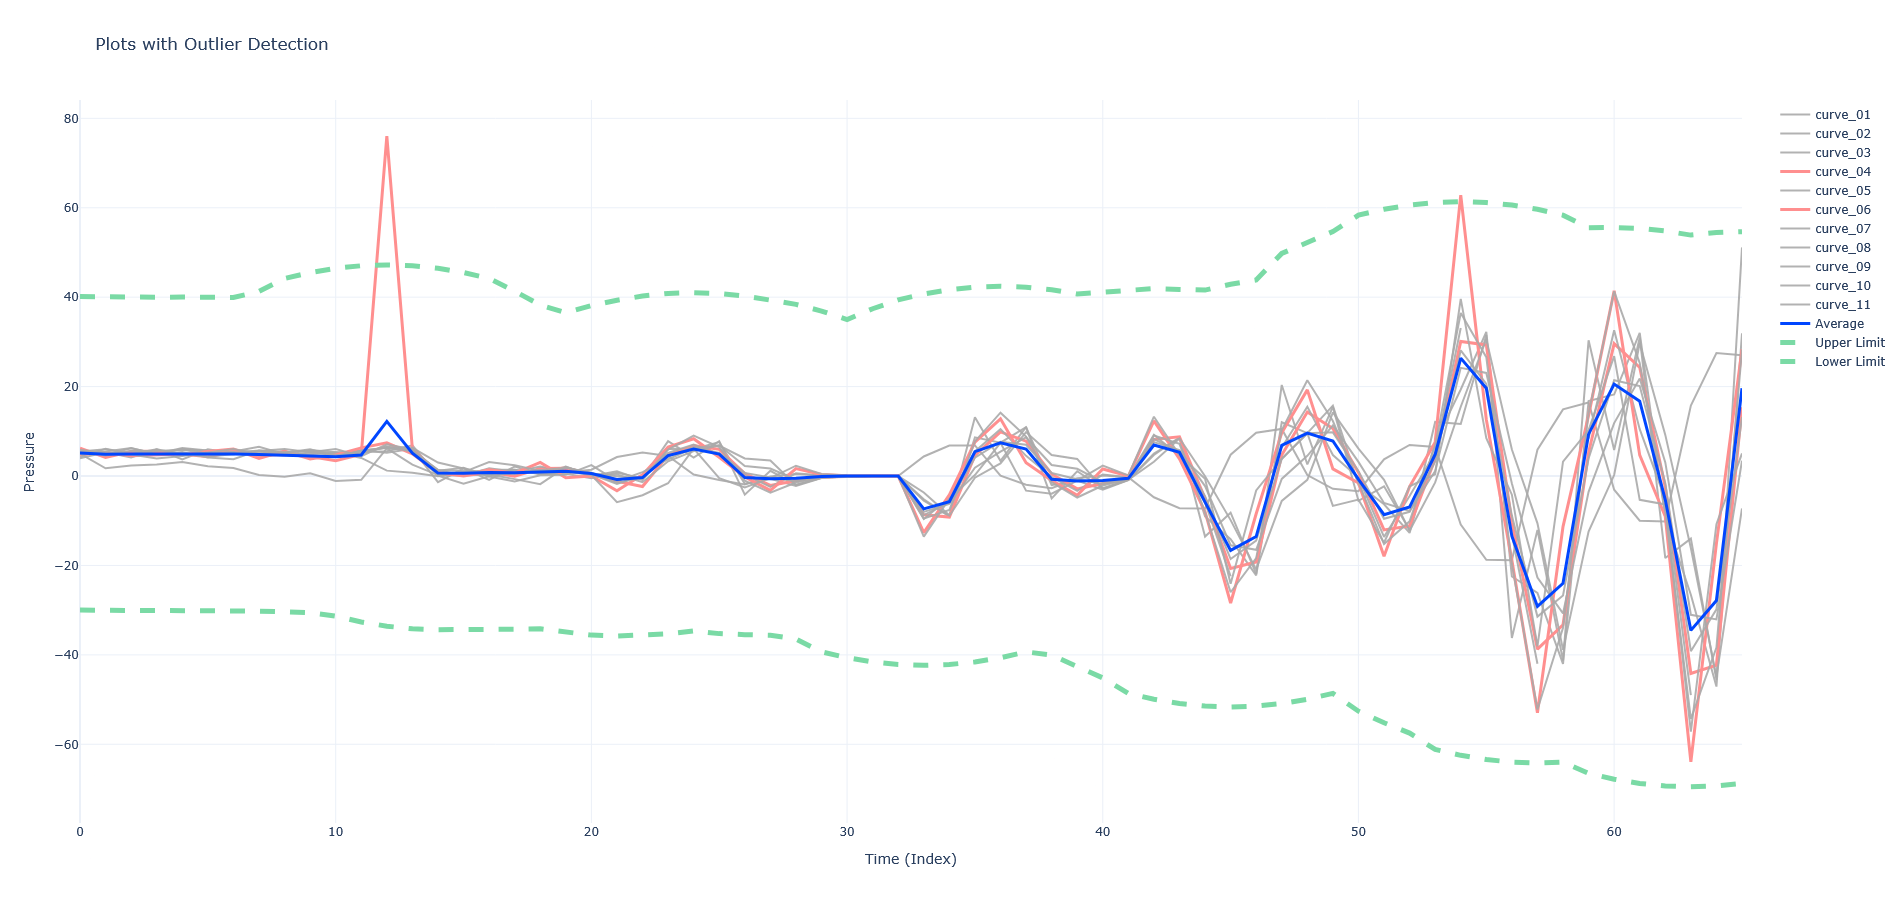 Plots with Outlier Detection
80
60
40
20
0
−20
−40
−60
Pressure
0
10
20
30
40
50
60
Time (Index)
curve_01
curve_02
curve_03
curve_04
curve_05
curve_06
curve_07
curve_08
curve_09
curve_10
curve_11
Average
Upper Limit
Lower Limit